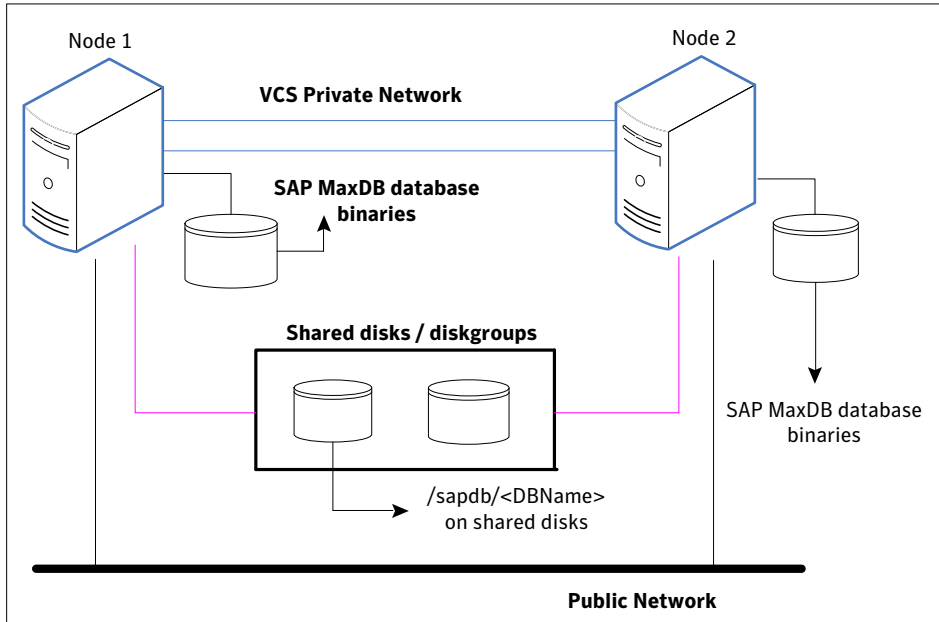 Node 1
Node 2
VCS Private Network
SAP MaxDB database
binaries
Shared disks / diskgroups
SAP MaxDB database
binaries
/sapdb/<DBName>
on shared disks
Public Network